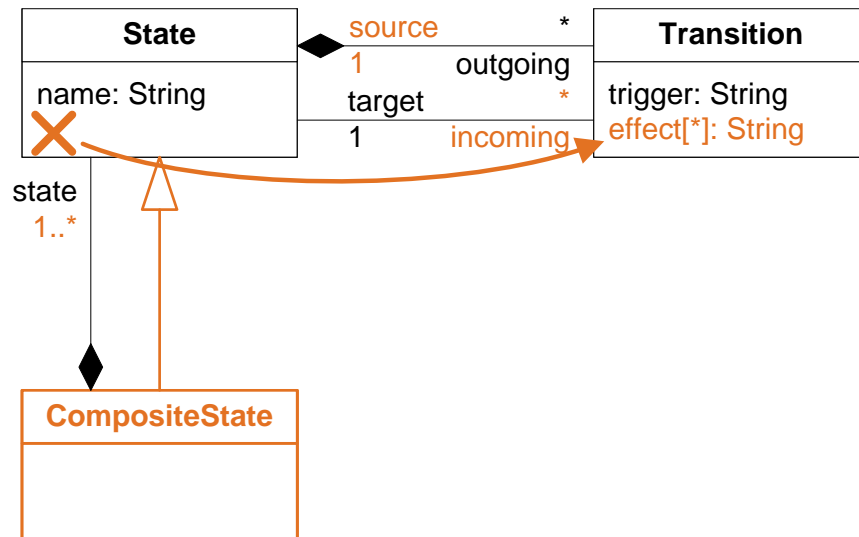 State
name: String
source
*
1
outgoing
target
*
1
incoming
Transition
trigger: String
effect[*]: String
state
1..*
CompositeState